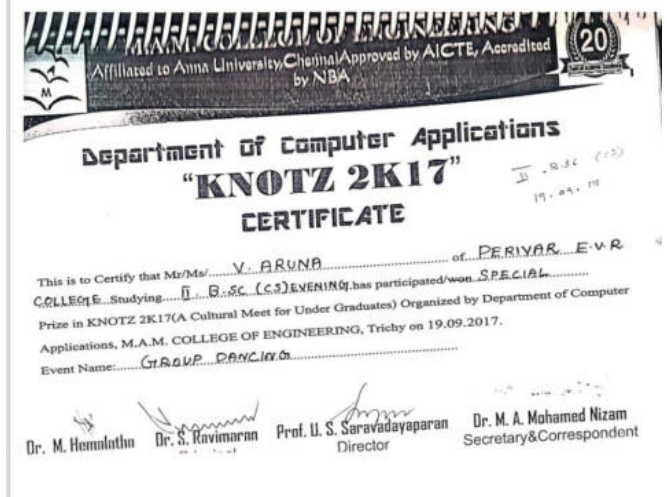 M.A.M. COLLEGE OF ENGINEERING
Affiliated to Anna University, Chennai Approved by AICTE, Accredited
by NBA
20
M
Department of Computer Applications
"KNOTZ 2K17"
CERTIFICATE
II . B.Sc (CS)
19.09.17
This is to Certify that Mr/Ms/ V. ARUNA of PERIYAR E.V.R
COLLEGE Studying II. B.Sc (CS) EVENING has participated/won SPECIAL
Prize in KNOTZ 2K17(A Cultural Meet for Under Graduates) Organized by Department of Computer
Applications, M.A.M. COLLEGE OF ENGINEERING, Trichy on 19.09.2017.
Event Name: GROUP DANCING
Dr. M. Hemalatha Dr. S. Ravimaran Prof. U. S. Saravadayaparan Dr. M. A. Mohamed Nizam
Director Secretary&Correspondent